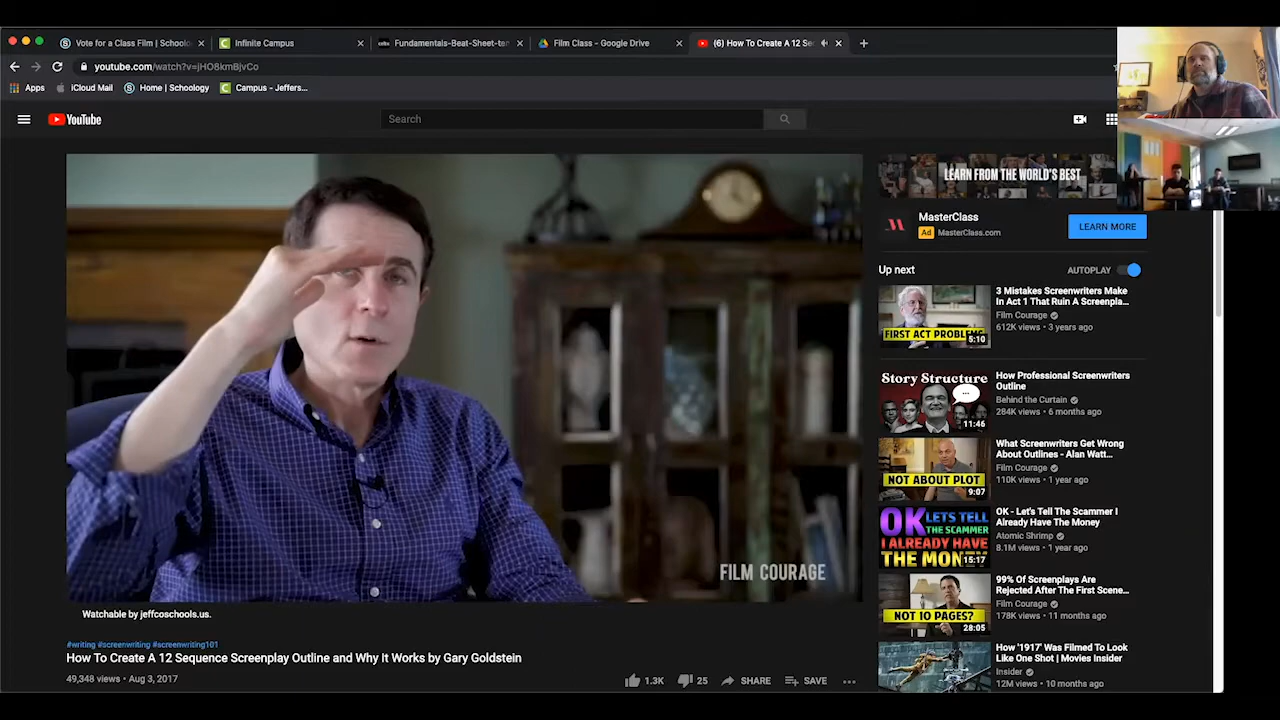 Vote for a Class Film | Schoolo
Infinite Campus
Fundamentals-Beat-Sheet-ter
Film Class - Google Drive
(6) How To Create A 12 Se
youtube.com/watch?v=jHO8kmBjvCo
Apps
iCloud Mail
Home | Schoology
Campus - Jeffers...
YouTube
Search
LEARN FROM THE WORLD'S BEST
MasterClass
Ad MasterClass.com
LEARN MORE
Up next
AUTOPLAY
FIRST ACT PROBLEMS
5:10
3 Mistakes Screenwriters Make
In Act 1 That Ruin A Screenpla...
Film Courage
612K views • 3 years ago
Story Structure
11:46
How Professional Screenwriters
Outline
Behind the Curtain
284K views • 6 months ago
NOT ABOUT PLOT
9:07
What Screenwriters Get Wrong
About Outlines - Alan Watt...
Film Courage
110K views • 1 year ago
OK LETS TELL
THE SCAMMER
I ALREADY HAVE
THE MON
15:17
OK - Let's Tell The Scammer I
Already Have The Money
Atomic Shrimp
8.1M views • 1 year ago
NOT 10 PAGES?
28:05
99% Of Screenplays Are
Rejected After The First Scene...
Film Courage
178K views • 11 months ago
How '1917' Was Filmed To Look
Like One Shot | Movies Insider
Insider
12M views • 10 months ago
FILM COURAGE
Watchable by jeffcoschools.us.
#writing #screenwriting #screenwriting101
How To Create A 12 Sequence Screenplay Outline and Why It Works by Gary Goldstein
49,348 views • Aug 3, 2017
1.3K
25
SHARE
SAVE